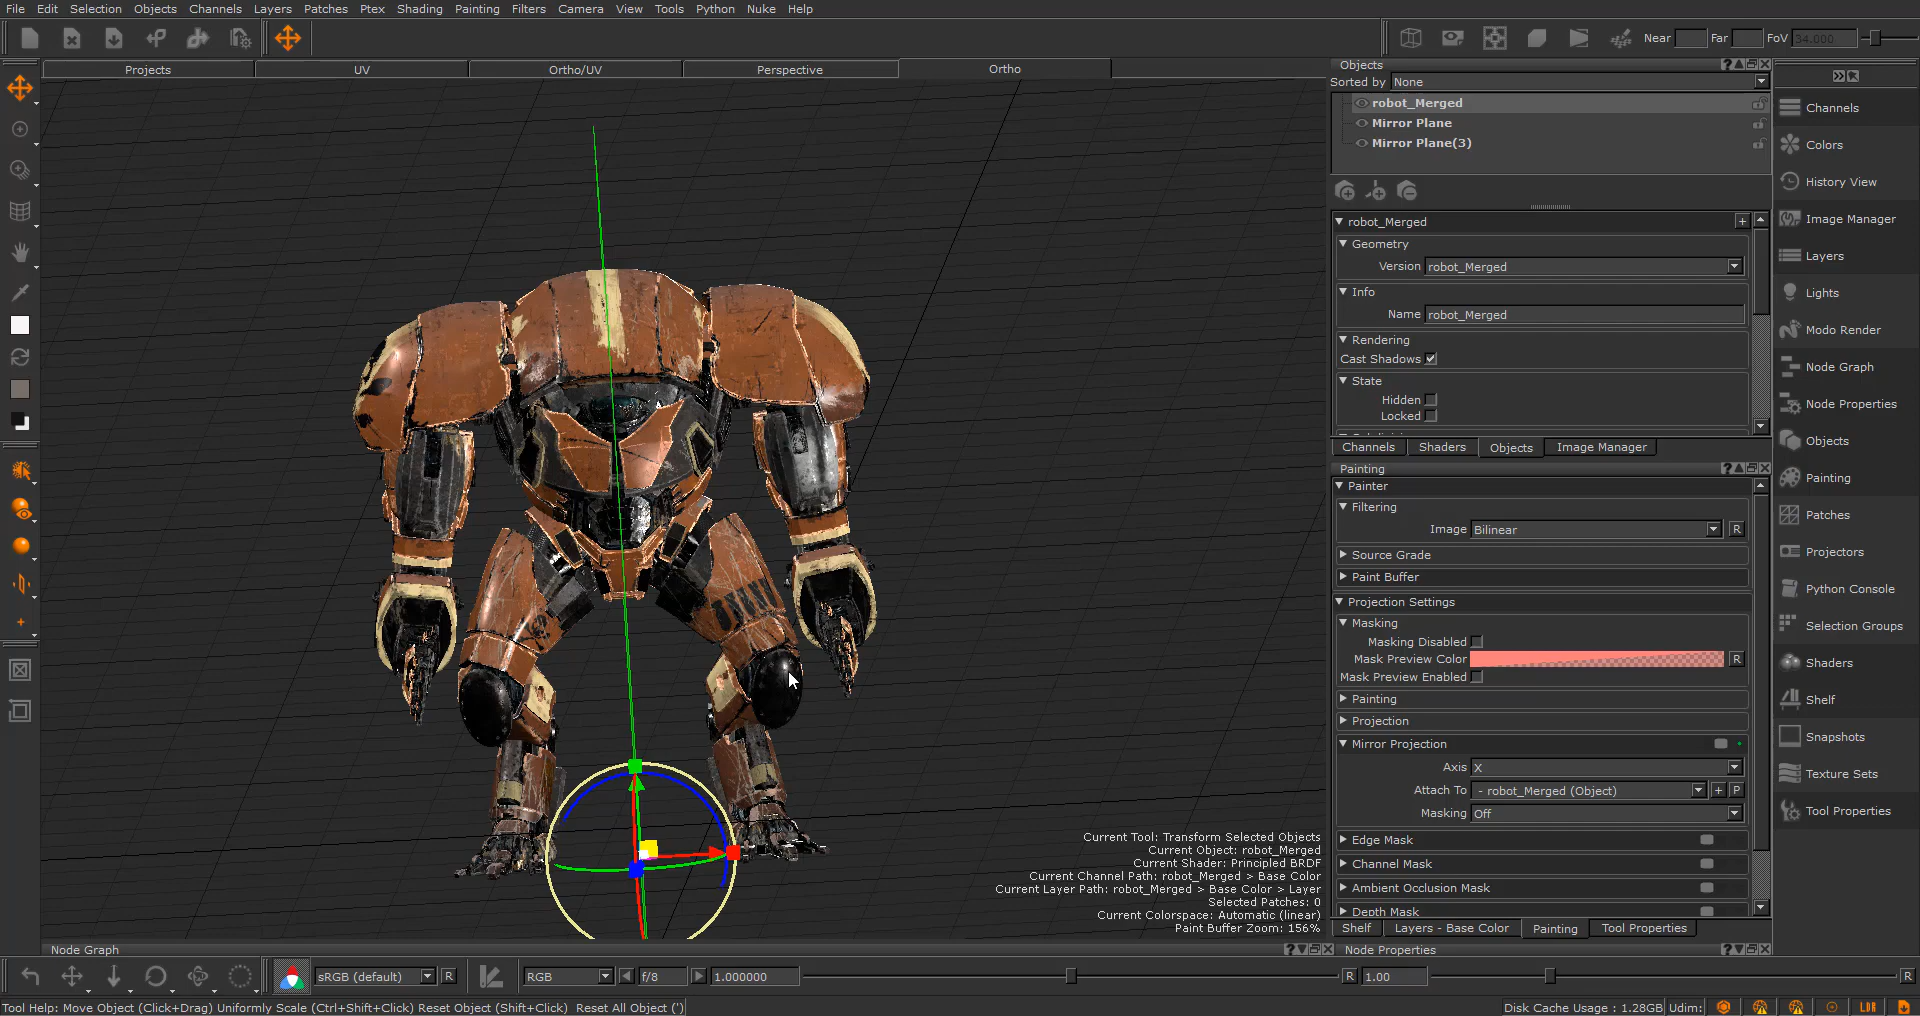 File Edit Selection Objects Channels Layers Patches Ptex Shading Painting Filters Camera View Tools Python Nuke Help
Near Far FoV 34.000
Projects UV Ortho/UV Perspective Ortho
Objects
Sorted by None
robot_Merged
Mirror Plane
Mirror Plane(3)
robot_Merged
Geometry
Version robot_Merged
Info
Name robot_Merged
Rendering
Cast Shadows
State
Hidden
Locked
Channels Shaders Objects Image Manager
Painting
Painter
Filtering
Image Bilinear R
Source Grade
Paint Buffer
Projection Settings
Masking
Masking Disabled
Mask Preview Color R
Mask Preview Enabled
Painting
Projection
Mirror Projection
Axis X
Attach To - robot_Merged (Object) + P
Masking Off
Edge Mask
Channel Mask
Ambient Occlusion Mask
Depth Mask
Shelf Layers - Base Color Painting Tool Properties
Channels
Colors
History View
Image Manager
Layers
Lights
Modo Render
Node Graph
Node Properties
Objects
Painting
Patches
Projectors
Python Console
Selection Groups
Shaders
Shelf
Snapshots
Texture Sets
Tool Properties
Current Tool: Transform Selected Objects
Current Object: robot_Merged
Current Shader: Principled BRDF
Current Channel Path: robot_Merged > Base Color
Current Layer Path: robot_Merged > Base Color > Layer
Selected Patches: 0
Current Colorspace: Automatic (linear)
Paint Buffer Zoom: 156%
Node Graph Node Properties
sRGB (default) R RGB f/8 1.000000 R 1.00 R
Tool Help: Move Object (Click+Drag) Uniformly Scale (Ctrl+Shift+Click) Reset Object (Shift+Click) Reset All Object (') Disk Cache Usage : 1.28GB Udim: LDR